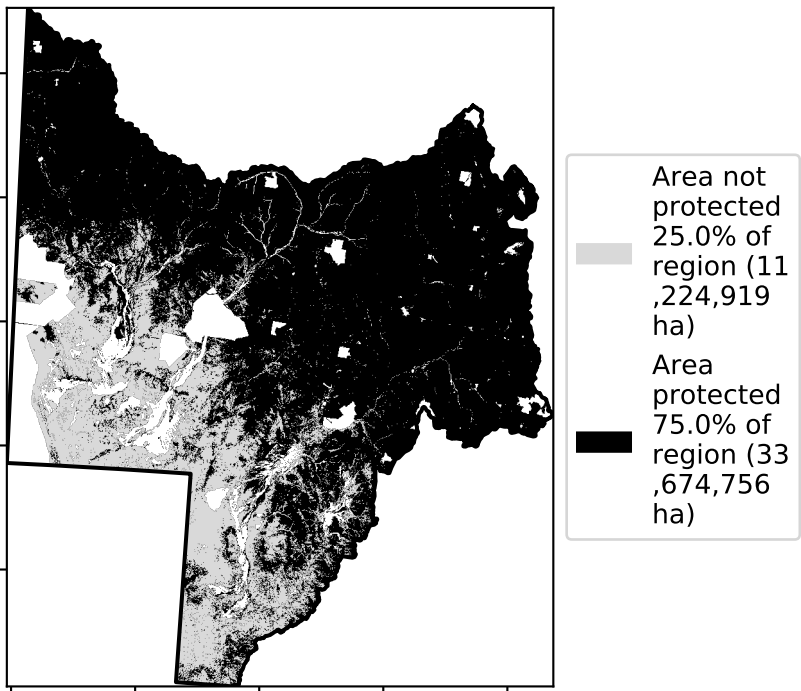 Area not
protected
25.0% of
region (11
,224,919
ha)
Area
protected
75.0% of
region (33
,674,756
ha)